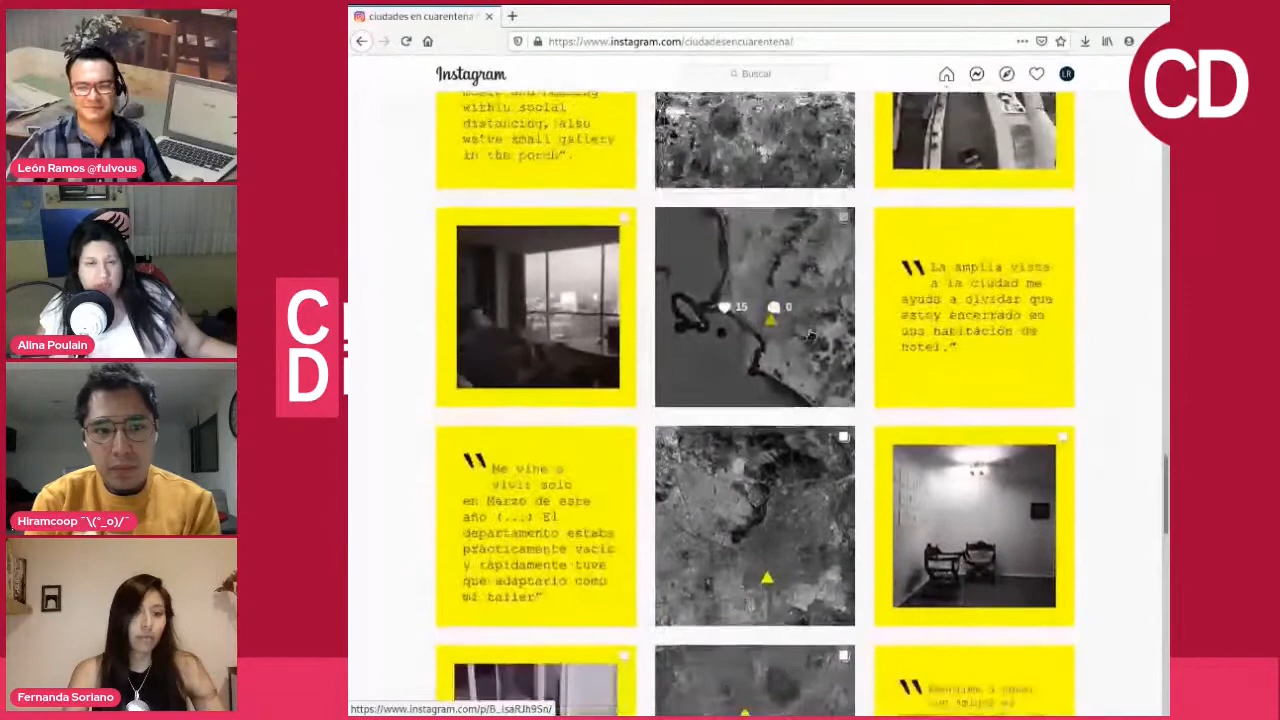 León Ramos @fulvous
Alina Poulain
Hiramcoop ¯\(°_o)/¯
Fernanda Soriano
C
D
CD
ciudades en cuarentena
https://www.instagram.com/ciudadesencuarentena/
Instagram
Buscar
LR
within social
distancing, also
we've small gallery
in the porch".
15
0
" La amplia vista
a la ciudad me
ayuda a olvidar que
estoy encerrado en
una habitación de
hotel."
" Me vine a
vivir solo
en Marzo de este
año (...) El
departamento estaba
prácticamente vacío
y rápidamente tuve
que adaptarlo como
mi taller"
https://www.instagram.com/p/B_isaRJh9Sn/